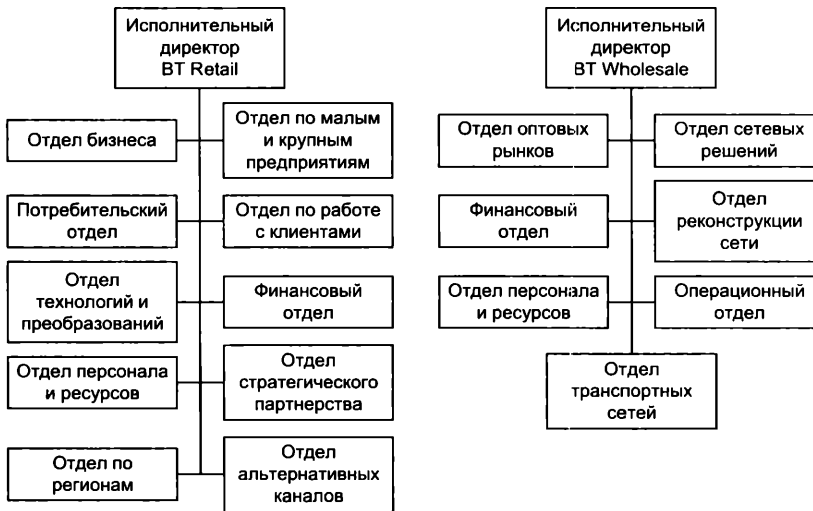 Исполнительный
директор
BT Retail
Отдел бизнеса
Отдел по малым
и крупным
предприятиям
Потребительский
отдел
Отдел по работе
с клиентами
Отдел
технологий и
преобразований
Финансовый
отдел
Отдел персонала
и ресурсов
Отдел
стратегического
партнерства
Отдел по
регионам
Отдел
альтернативных
каналов
Исполнительный
директор
BT Wholesale
Отдел оптовых
рынков
Отдел сетевых
решений
Финансовый
отдел
Отдел
реконструкции
сети
Отдел персонала
и ресурсов
Операционный
отдел
Отдел
транспортных
сетей